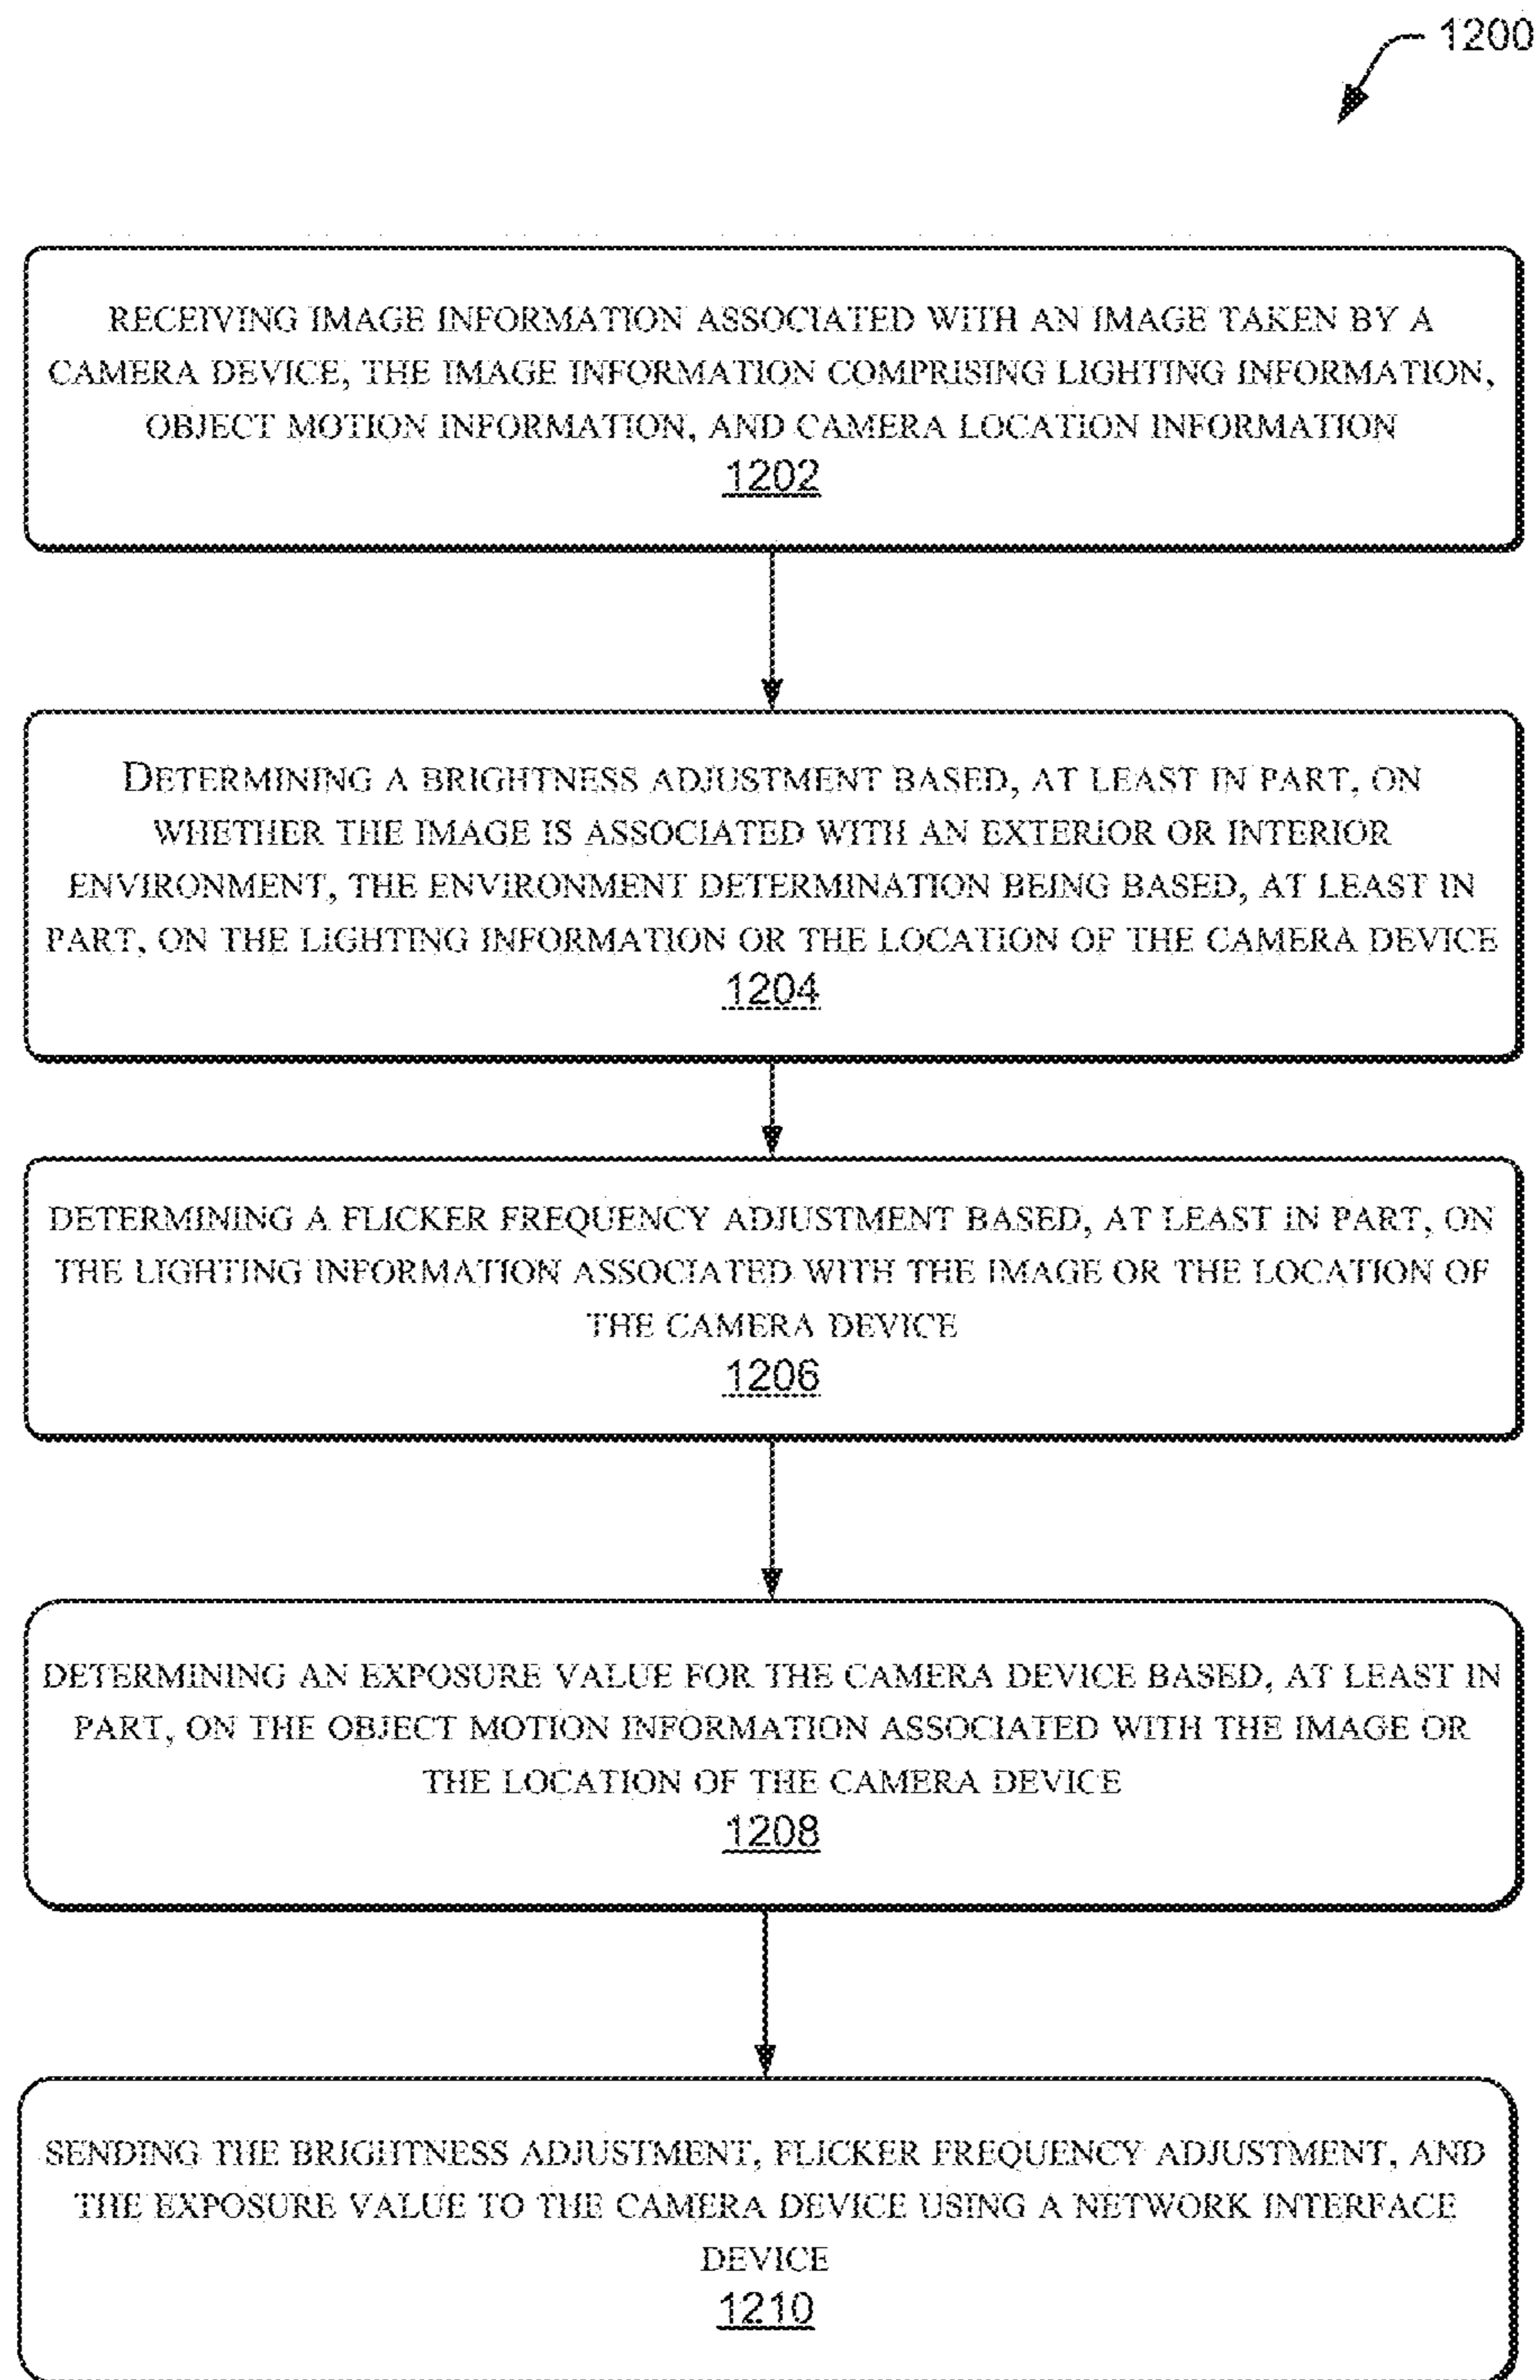 1200
RECEIVING IMAGE INFORMATION ASSOCIATED WITH AN IMAGE TAKEN BY A
CAMERA DEVICE, THE IMAGE INFORMATION COMPRISING LIGHTING INFORMATION,
OBJECT MOTION INFORMATION, AND CAMERA LOCATION INFORMATION
1202
DETERMINING A BRIGHTNESS ADJUSTMENT BASED, AT LEAST IN PART, ON
WHETHER THE IMAGE IS ASSOCIATED WITH AN EXTERIOR OR INTERIOR
ENVIRONMENT, THE ENVIRONMENT DETERMINATION BEING BASED, AT LEAST IN
PART, ON THE LIGHTING INFORMATION OR THE LOCATION OF THE CAMERA DEVICE
1204
DETERMINING A FLICKER FREQUENCY ADJUSTMENT BASED, AT LEAST IN PART, ON
THE LIGHTING INFORMATION ASSOCIATED WITH THE IMAGE OR THE LOCATION OF
THE CAMERA DEVICE
1206
DETERMINING AN EXPOSURE VALUE FOR THE CAMERA DEVICE BASED, AT LEAST IN
PART, ON THE OBJECT MOTION INFORMATION ASSOCIATED WITH THE IMAGE OR
THE LOCATION OF THE CAMERA DEVICE
1208
SENDING THE BRIGHTNESS ADJUSTMENT, FLICKER FREQUENCY ADJUSTMENT, AND
THE EXPOSURE VALUE TO THE CAMERA DEVICE USING A NETWORK INTERFACE
DEVICE
1210